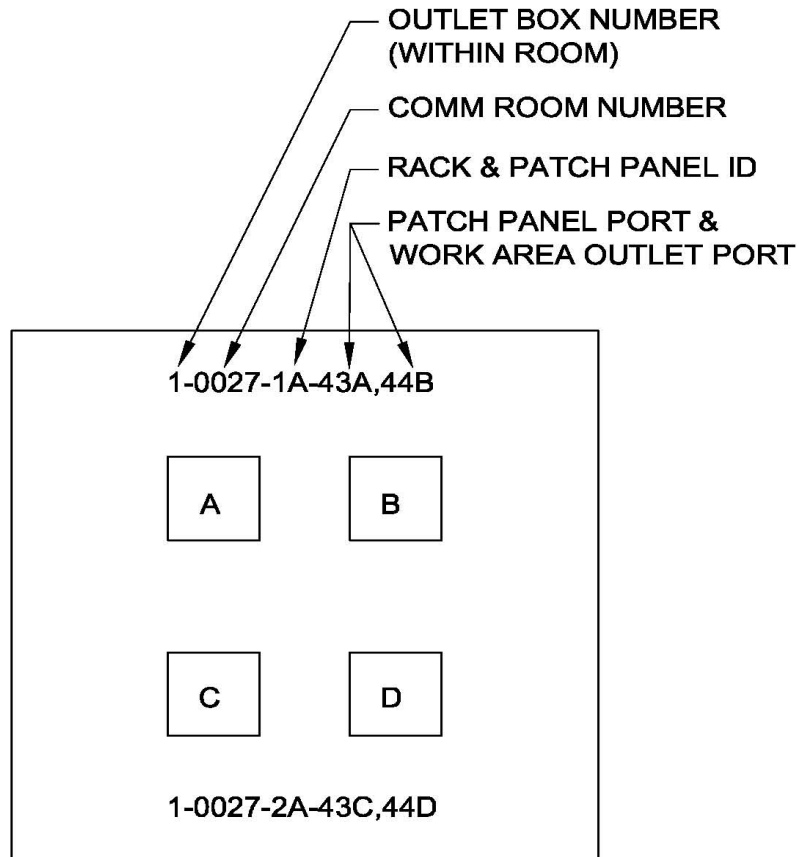 OUTLET BOX NUMBER
(WITHIN ROOM)
COMM ROOM NUMBER
RACK & PATCH PANEL ID
PATCH PANEL PORT &
WORK AREA OUTLET PORT
1-0027-1A-43A,44B
A B
C D
1-0027-2A-43C,44D